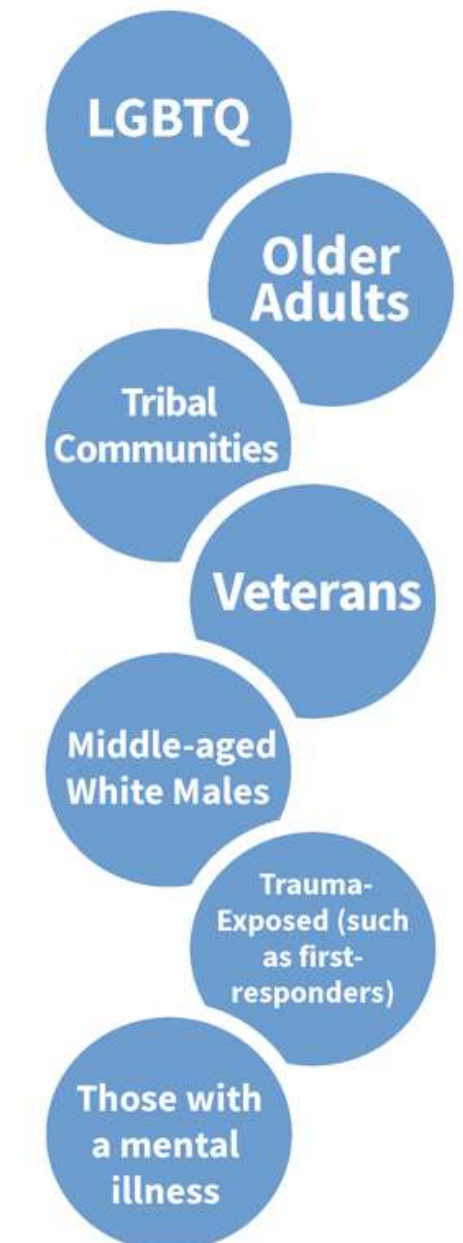 LGBTQ
Older
Adults
Tribal
Communities
Veterans
Middle-aged
White Males
Trauma-
Exposed (such
as first-
responders)
Those with
a mental
illness